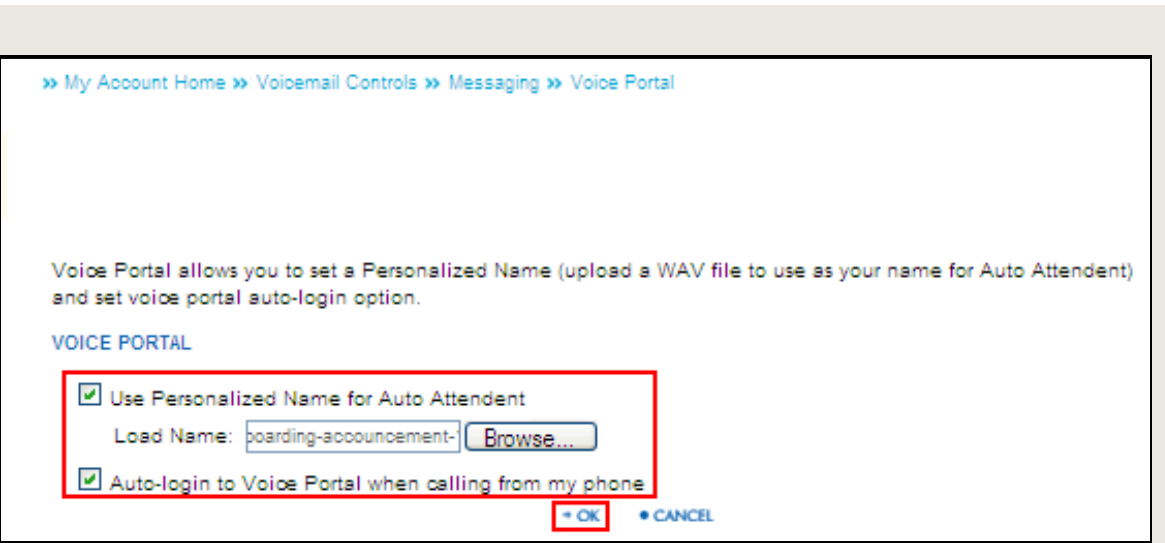 » My Account Home » Voicemail Controls » Messaging » Voice Portal
Voice Portal allows you to set a Personalized Name (upload a WAV file to use as your name for Auto Attendent)
and set voice portal auto-login option.
VOICE PORTAL
Use Personalized Name for Auto Attendent
Load Name: boarding-accouncement- Browse...
Auto-login to Voice Portal when calling from my phone
OK CANCEL